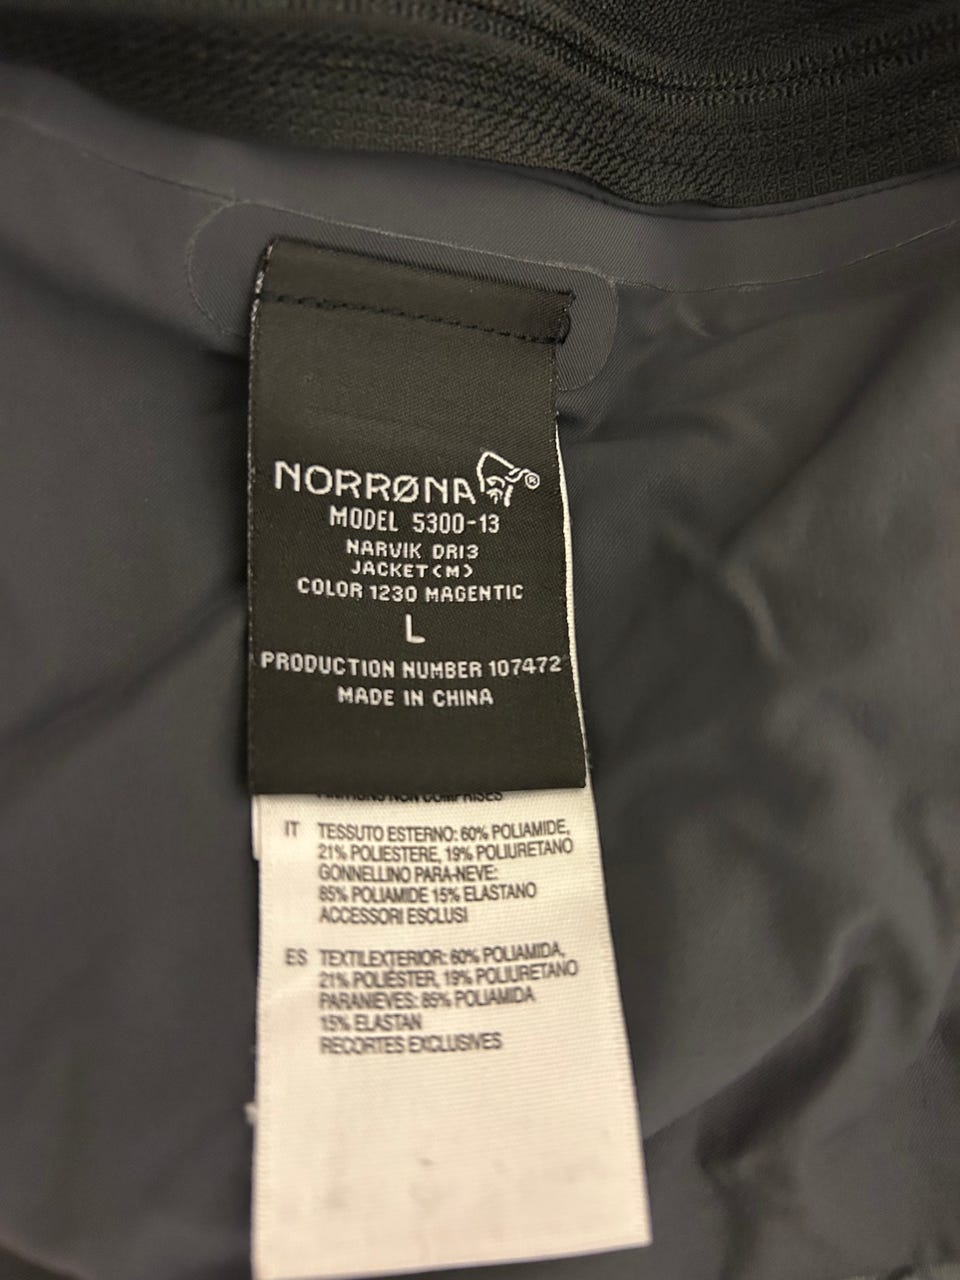 NORRØNA ®
MODEL 5300-13
NARVIK DRI3
JACKET(M)
COLOR 1230 MAGENTIC
L
PRODUCTION NUMBER 107472
MADE IN CHINA
NON COMPRISES
IT TESSUTO ESTERNO: 60% POLIAMIDE,
21% POLIESTERE, 19% POLIURETANO
GONNELLINO PARA-NEVE:
85% POLIAMIDE 15% ELASTANO
ACCESSORI ESCLUSI
ES TEXTILEXTERIOR: 60% POLIAMIDA,
21% POLIÉSTER, 19% POLIURETANO
PARANIEVES: 85% POLIAMIDA
15% ELASTAN
RECORTES EXCLUSIVES